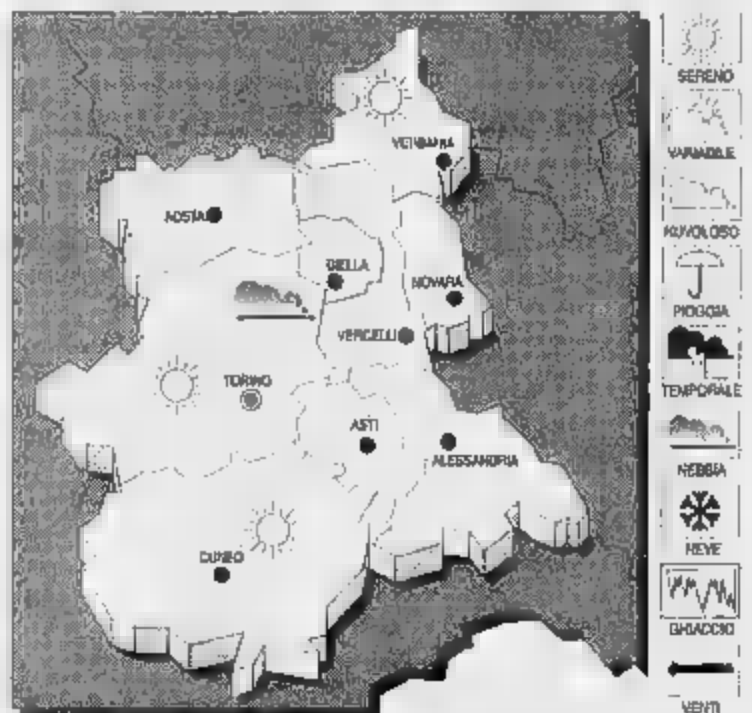 VERBANIA
AOSTA
BIELLA
NOVARA
VERCELLI
TORINO
ASTI
ALESSANDRIA
CUNEO
SERENO
VARIABILE
NUVOLOSO
PIOGGIA
TEMPORALE
NEBBIA
NEVE
GHIACCIO
VENTI